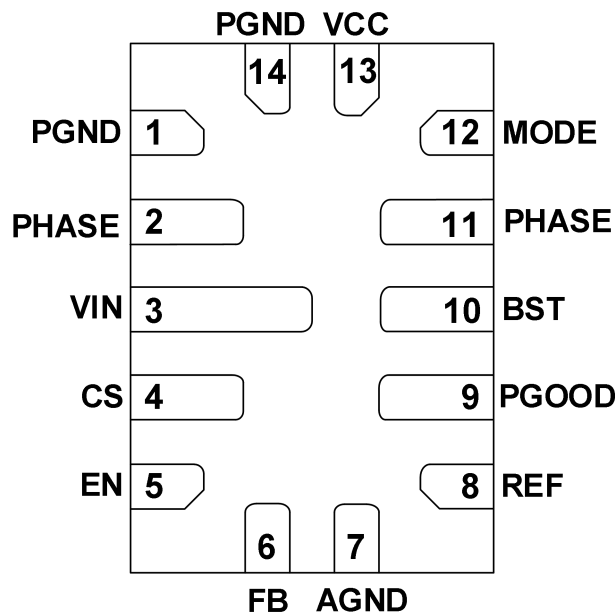 PGND VCC
14 13
PGND 1 12 MODE
PHASE 2 11 PHASE
VIN 3 10 BST
CS 4 9 PGOOD
EN 5 8 REF
6 7
FB AGND